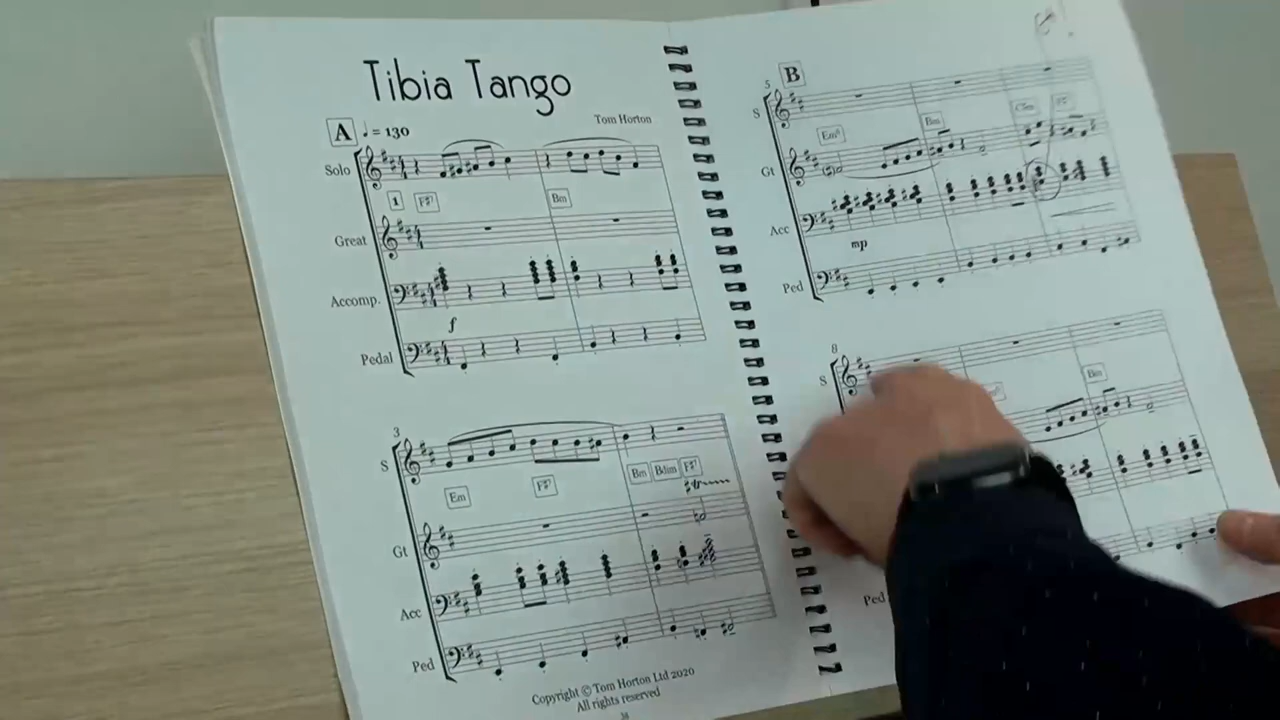 Tibia Tango
Tom Horton
A ♩ = 130
Solo
1 F#7 Bm
Great
Accomp.
f
Pedal
3
S
Em F#7 Bm Bdim F#7
tr
Gt
Acc
Ped
Copyright © Tom Horton Ltd 2020
All rights reserved
5 B
S
Bm
Gt
Acc
mp
Ped
8
S
Bm
Ped